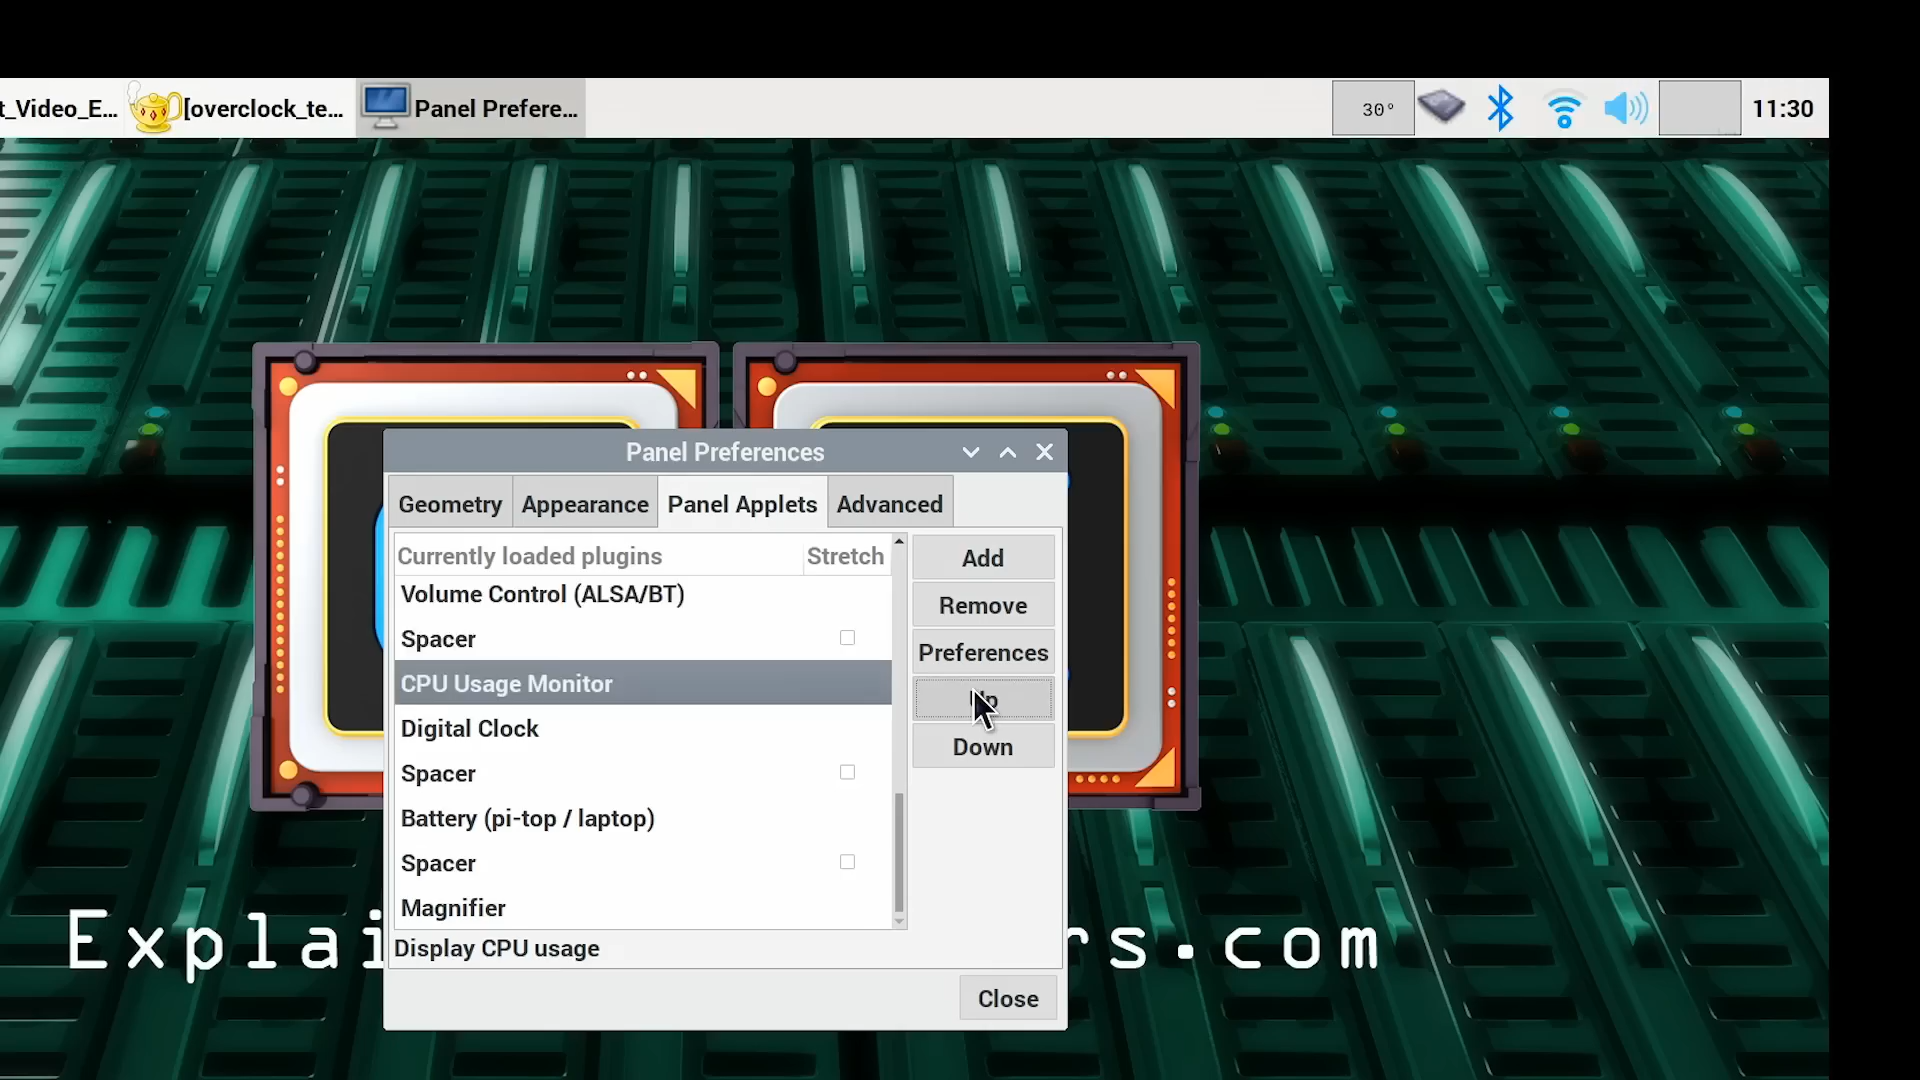 t_Video_E... [overclock_te... Panel Prefere... 30° 11:30
Panel Preferences
Geometry Appearance Panel Applets Advanced
Currently loaded plugins Stretch
Volume Control (ALSA/BT)
Spacer
CPU Usage Monitor
Digital Clock
Spacer
Battery (pi-top / laptop)
Spacer
Magnifier
Display CPU usage
Add
Remove
Preferences
Down
Close
Explai rs.com